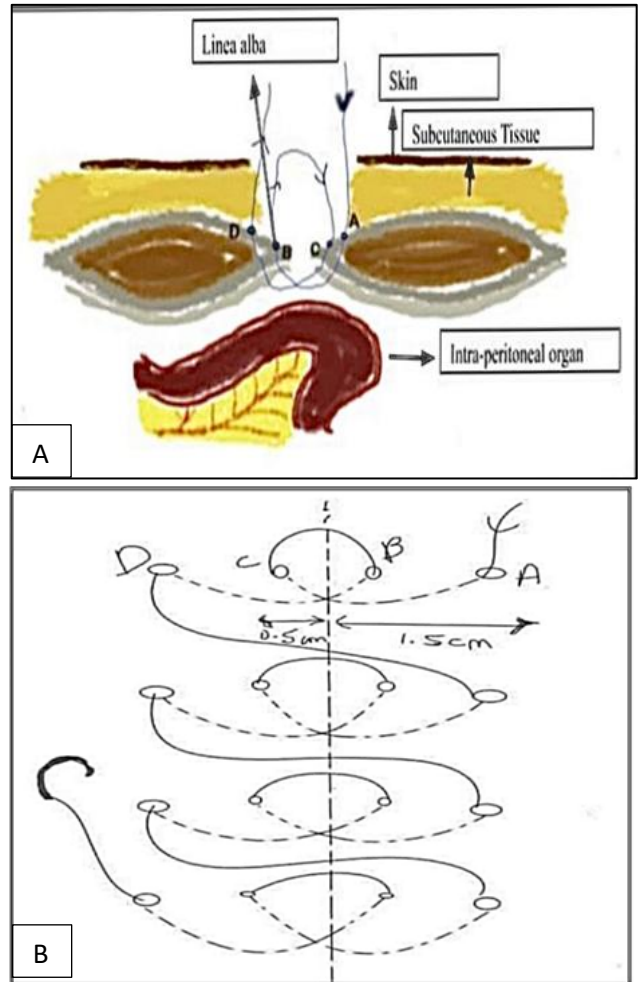 Linea alba
Skin
Subcutaneous Tissue
D
B
C
A
Intra-peritoneal organ
A
D
C
B
A
0.5cm
1.5cm
B